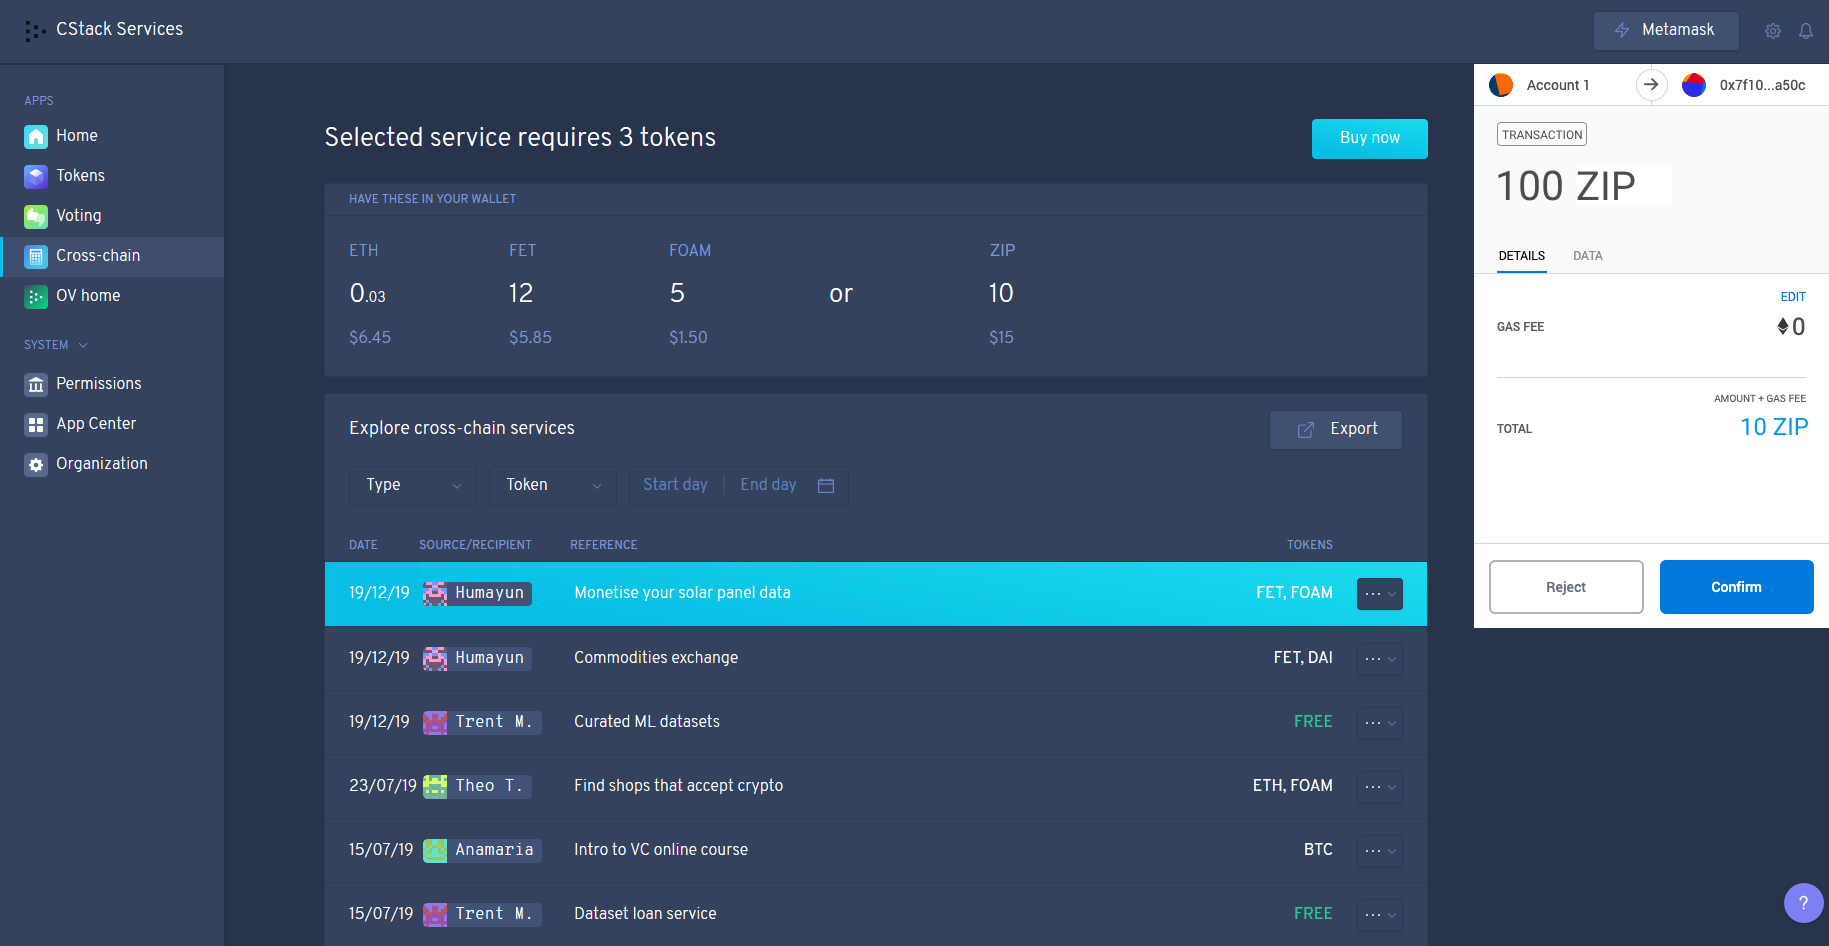 CStack Services
Metamask
APPS
Home
Tokens
Voting
Cross-chain
OV home
SYSTEM
Permissions
App Center
Organization
Selected service requires 3 tokens
Buy now
HAVE THESE IN YOUR WALLET
ETH FET FOAM ZIP
0.03 12 5 or 10
$6.45 $5.85 $1.50 $15
Explore cross-chain services
Export
Type Token Start day End day
DATE SOURCE/RECIPIENT REFERENCE TOKENS
19/12/19 Humayun Monetise your solar panel data FET, FOAM
19/12/19 Humayun Commodities exchange FET, DAI
19/12/19 Trent M. Curated ML datasets FREE
23/07/19 Theo T. Find shops that accept crypto ETH, FOAM
15/07/19 Anamaria Intro to VC online course BTC
15/07/19 Trent M. Dataset loan service FREE
Account 1 0x7f10...a50c
TRANSACTION
100 ZIP
DETAILS DATA
EDIT
GAS FEE 0
AMOUNT + GAS FEE
TOTAL 10 ZIP
Reject Confirm
?